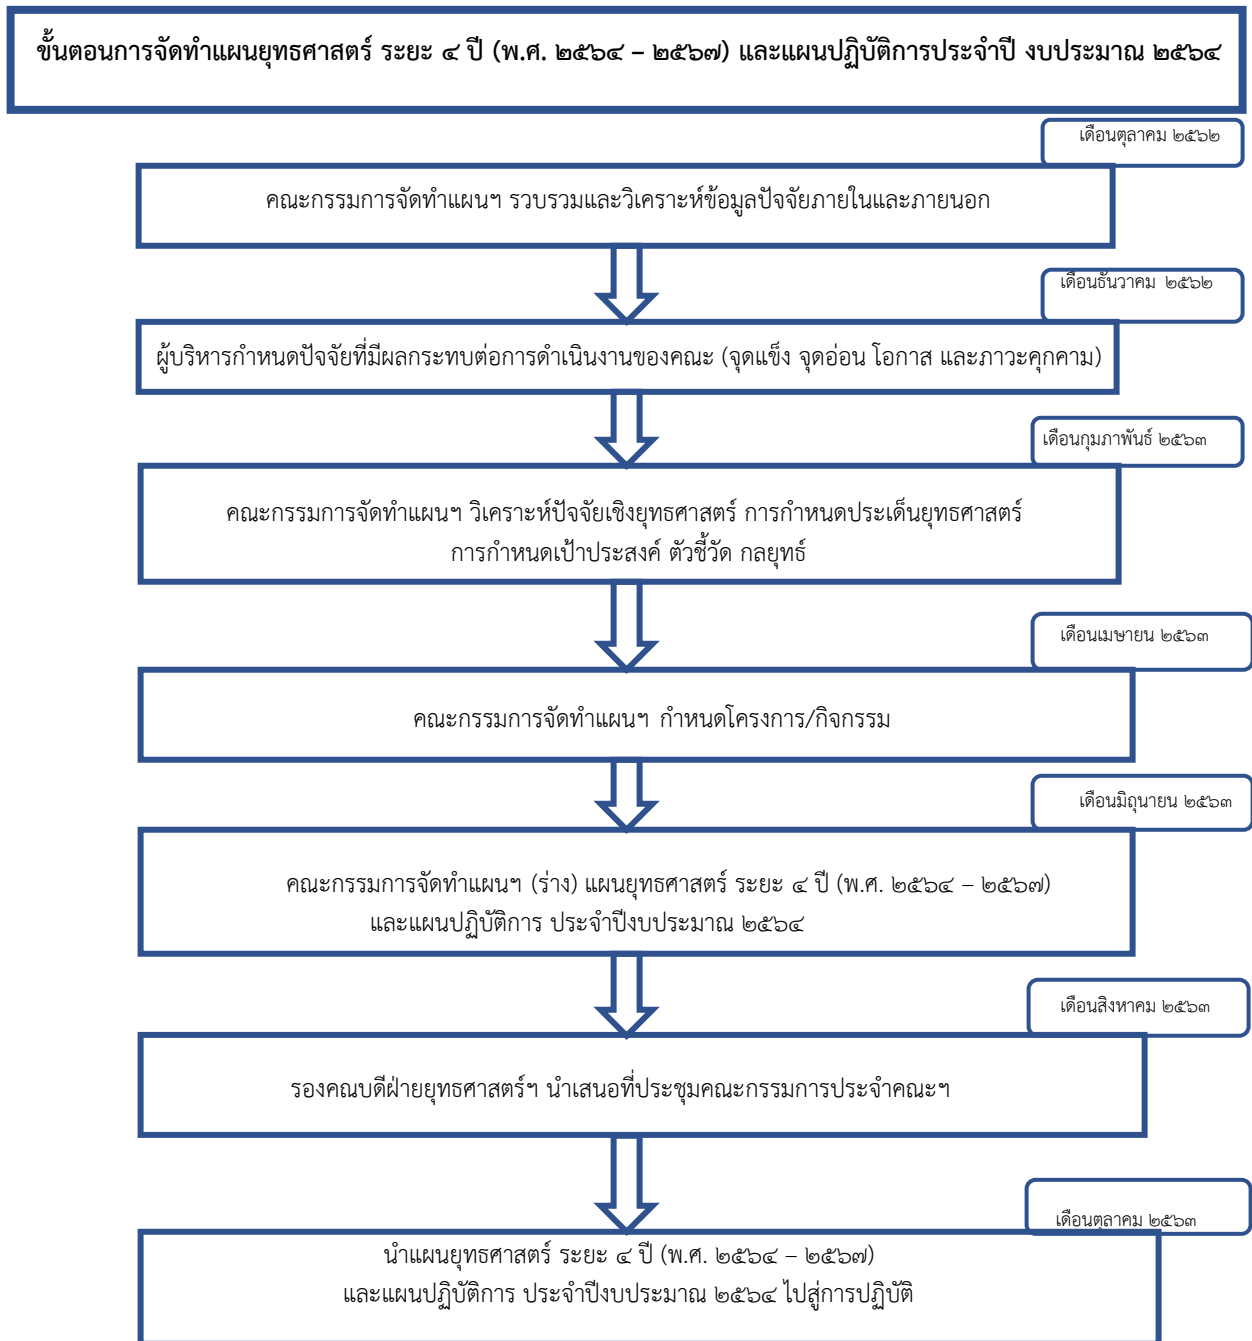 ขั้นตอนการจัดทำแผนยุทธศาสตร์ ระยะ ๔ ปี (พ.ศ. ๒๕๖๔ – ๒๕๖๗) และแผนปฏิบัติการประจำปี งบประมาณ ๒๕๖๔
เดือนตุลาคม ๒๕๖๒
คณะกรรมการจัดทำแผนฯ รวบรวมและวิเคราะห์ข้อมูลปัจจัยภายในและภายนอก
เดือนธันวาคม ๒๕๖๒
ผู้บริหารกำหนดปัจจัยที่มีผลกระทบต่อการดำเนินงานของคณะ (จุดแข็ง จุดอ่อน โอกาส และภาวะคุกคาม)
เดือนกุมภาพันธ์ ๒๕๖๓
คณะกรรมการจัดทำแผนฯ วิเคราะห์ปัจจัยเชิงยุทธศาสตร์ การกำหนดประเด็นยุทธศาสตร์
การกำหนดเป้าประสงค์ ตัวชี้วัด กลยุทธ์
เดือนเมษายน ๒๕๖๓
คณะกรรมการจัดทำแผนฯ กำหนดโครงการ/กิจกรรม
เดือนมิถุนายน ๒๕๖๓
คณะกรรมการจัดทำแผนฯ (ร่าง) แผนยุทธศาสตร์ ระยะ ๔ ปี (พ.ศ. ๒๕๖๔ – ๒๕๖๗)
และแผนปฏิบัติการ ประจำปีงบประมาณ ๒๕๖๔
เดือนสิงหาคม ๒๕๖๓
รองคณบดีฝ่ายยุทธศาสตร์ฯ นำเสนอที่ประชุมคณะกรรมการประจำคณะฯ
เดือนตุลาคม ๒๕๖๓
นำแผนยุทธศาสตร์ ระยะ ๔ ปี (พ.ศ. ๒๕๖๔ – ๒๕๖๗)
และแผนปฏิบัติการ ประจำปีงบประมาณ ๒๕๖๔ ไปสู่การปฏิบัติ